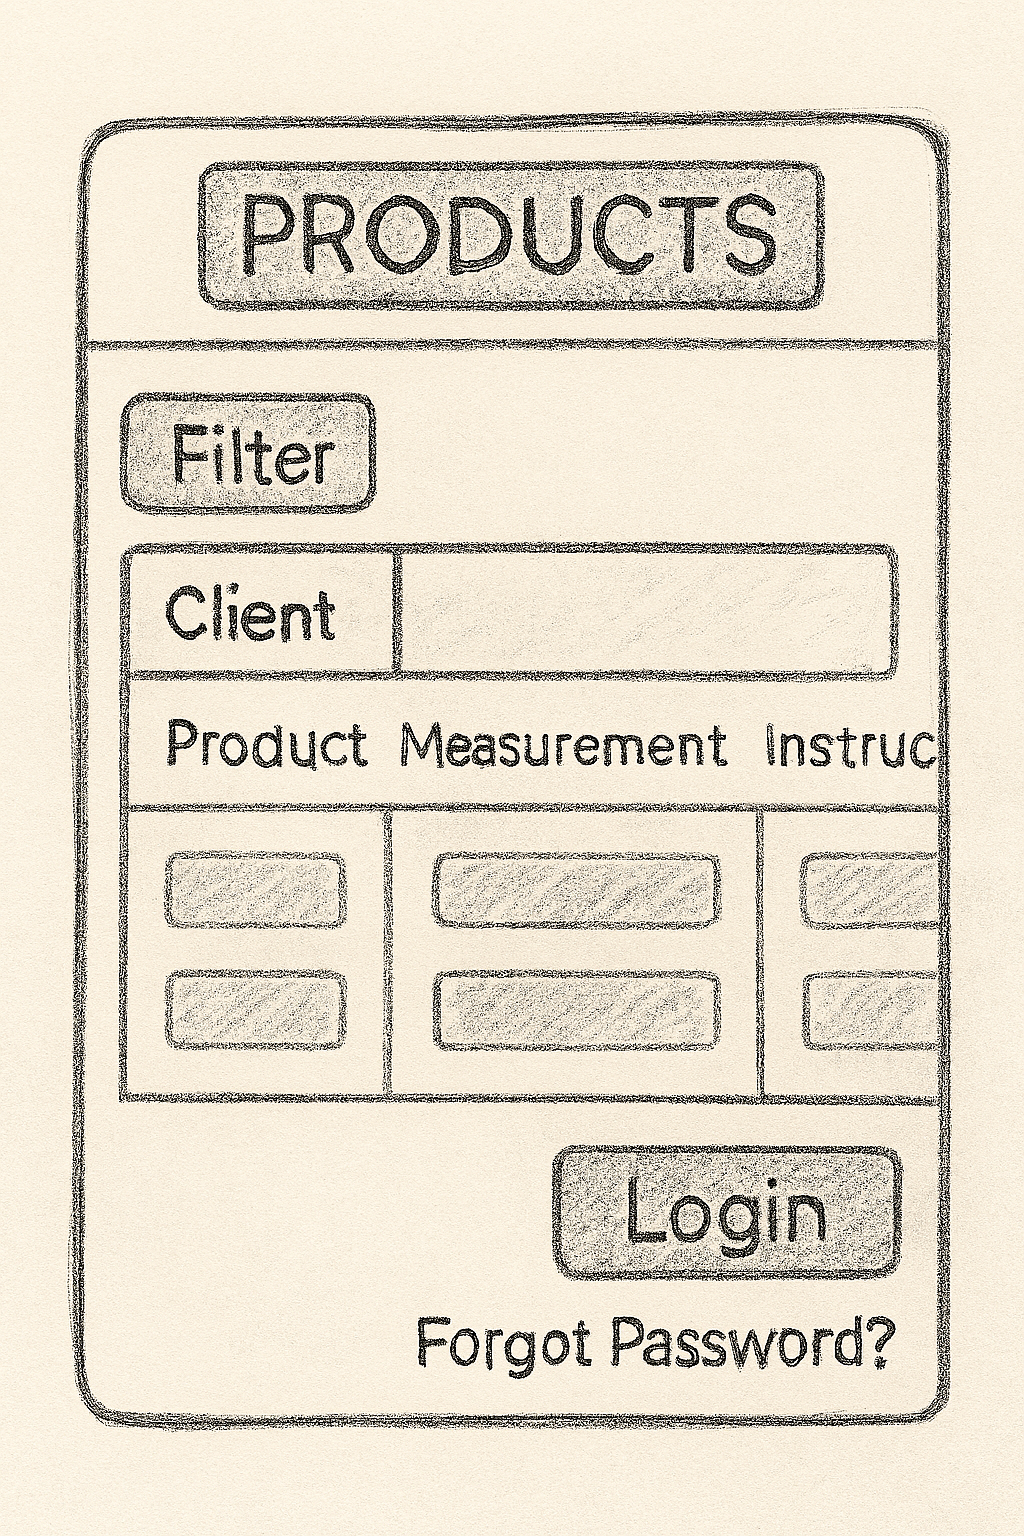 PRODUCTS
Filter
Client
Product Measurement Instruc
Login
Forgot Password?